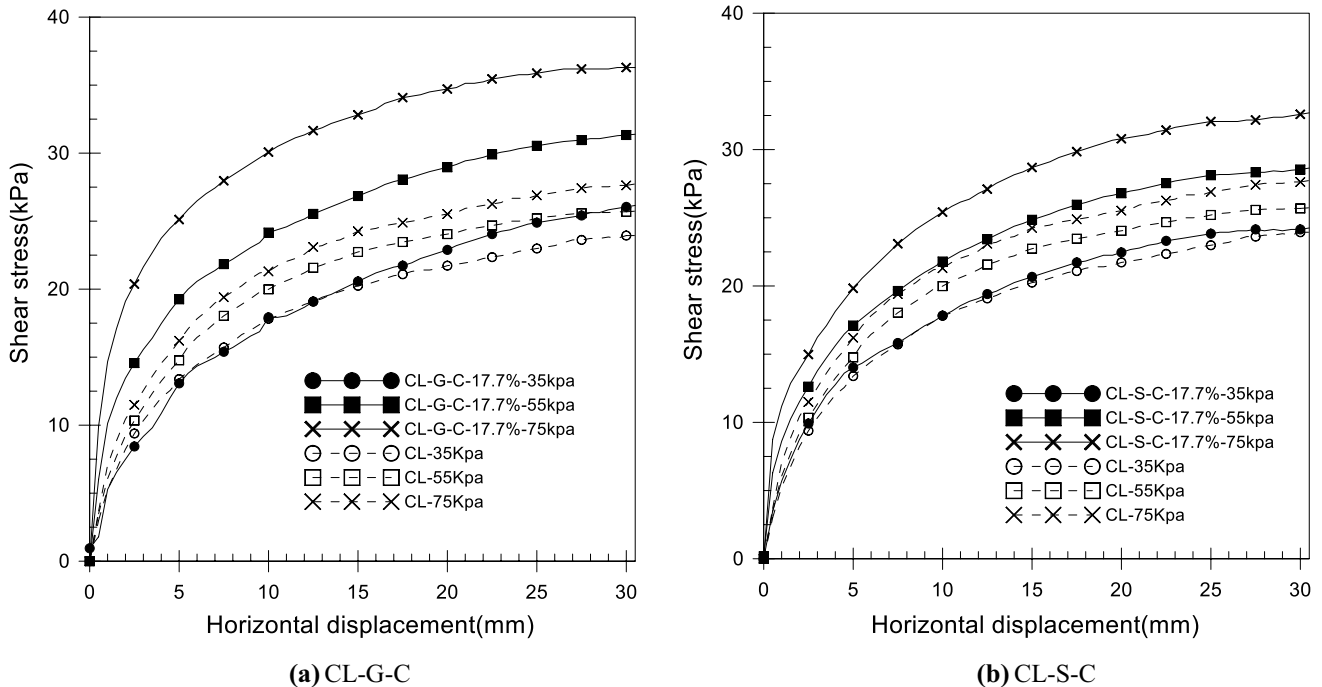 40
30
20
10
0
Shear stress(kPa)
CL-G-C-17.7%-35kpa
CL-G-C-17.7%-55kpa
CL-G-C-17.7%-75kpa
CL-35Kpa
CL-55Kpa
CL-75Kpa
0 5 10 15 20 25 30
Horizontal displacement(mm)
(a) CL-G-C
40
30
20
10
0
Shear stress(kPa)
CL-S-C-17.7%-35kpa
CL-S-C-17.7%-55kpa
CL-S-C-17.7%-75kpa
CL-35Kpa
CL-55Kpa
CL-75Kpa
0 5 10 15 20 25 30
Horizontal displacement(mm)
(b) CL-S-C